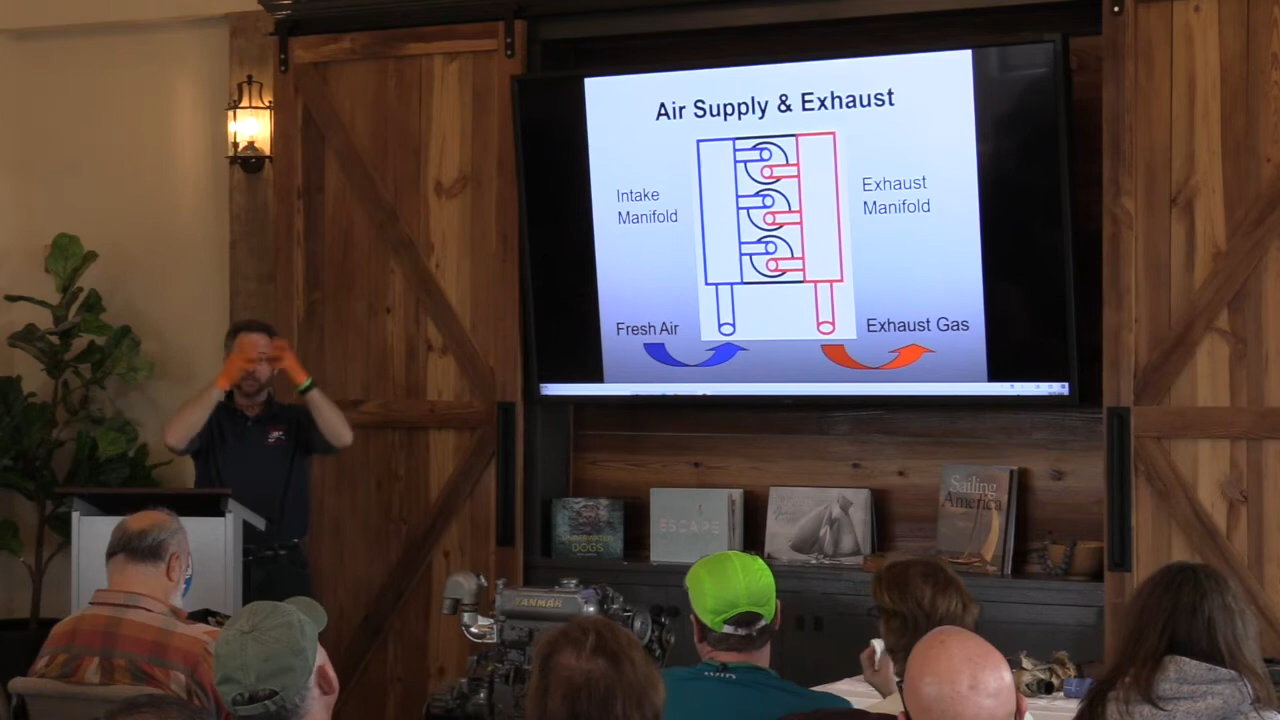 Air Supply & Exhaust
Intake
Manifold
Exhaust
Manifold
Fresh Air
Exhaust Gas
UNDERWATER
DOGS
ESCAPE
Sailing
America
YANMAR